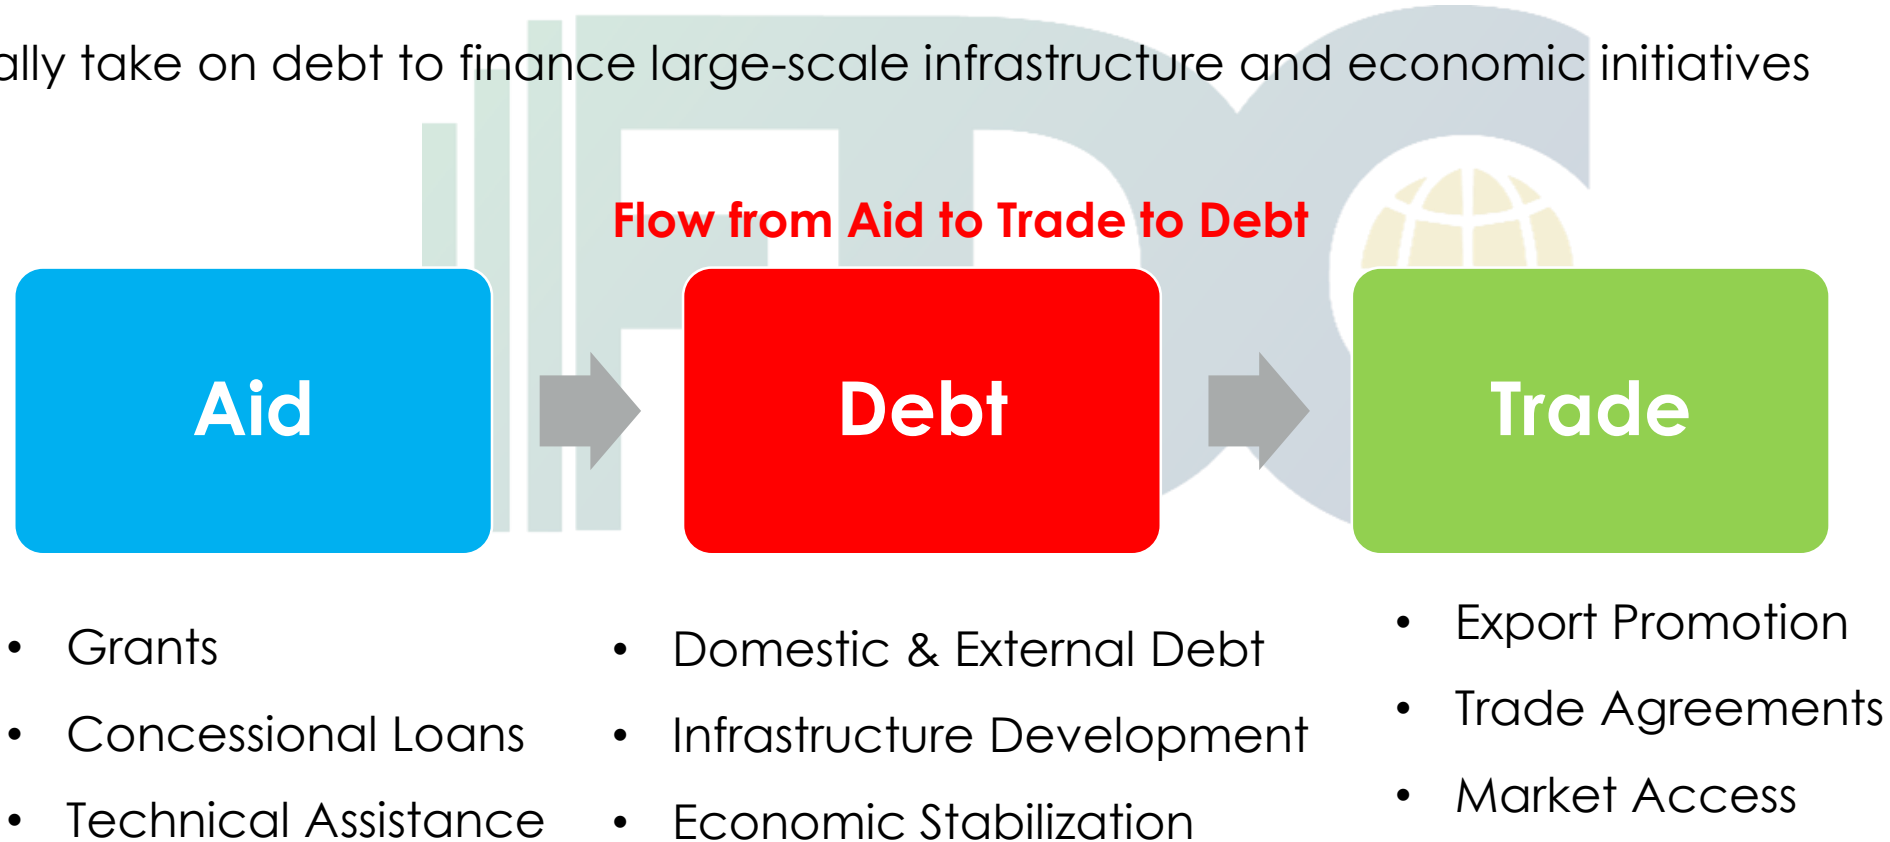 ally take on debt to finance large-scale infrastructure and economic initiatives
Flow from Aid to Trade to Debt
Aid
Debt
Trade
• Grants
• Concessional Loans
• Technical Assistance
• Domestic & External Debt
• Infrastructure Development
• Economic Stabilization
• Export Promotion
• Trade Agreements
• Market Access
FDC